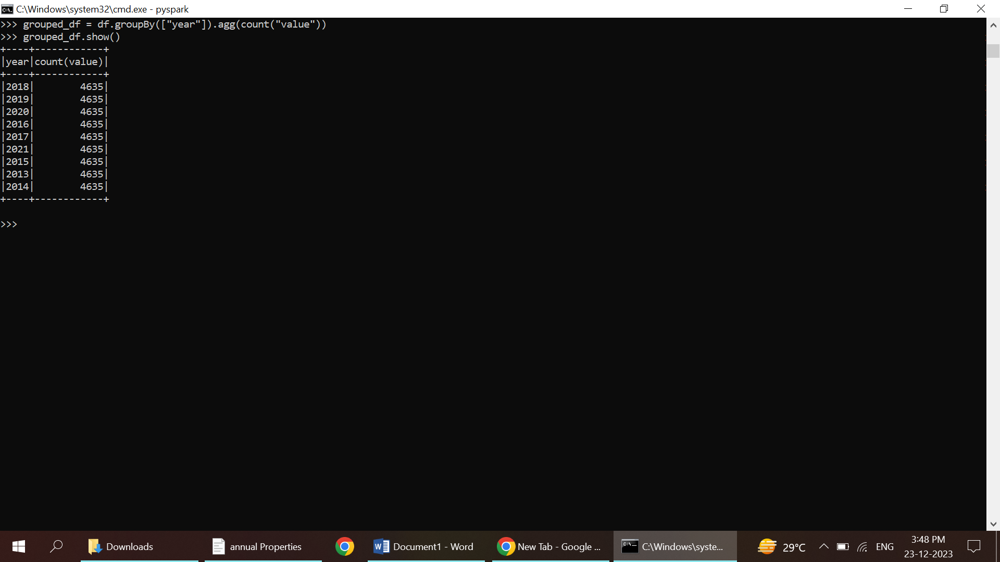 C:\Windows\system32\cmd.exe - pyspark
>>> grouped_df = df.groupBy(["year"]).agg(count("value"))
>>> grouped_df.show()
+----+------------+
|year|count(value)|
+----+------------+
|2018|        4635|
|2019|        4635|
|2020|        4635|
|2016|        4635|
|2017|        4635|
|2021|        4635|
|2015|        4635|
|2013|        4635|
|2014|        4635|
+----+------------+
>>>
Downloads
annual Properties
Document1 - Word
New Tab - Google ...
C:\Windows\syste...
29°C
ENG
3:48 PM
23-12-2023